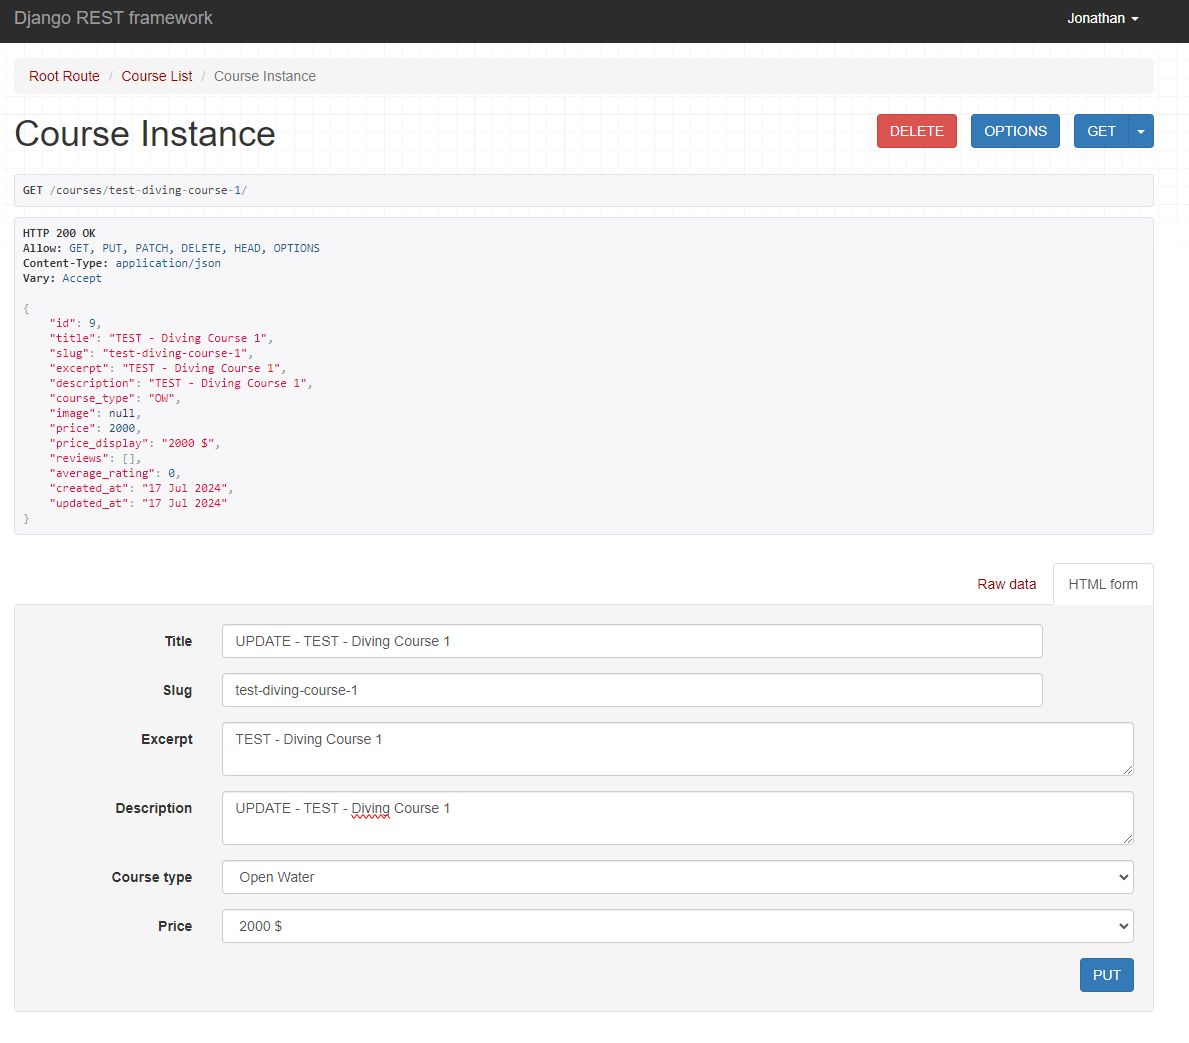 Django REST framework
Jonathan
Root Route / Course List / Course Instance
Course Instance
DELETE
OPTIONS
GET
GET /courses/test-diving-course-1/
HTTP 200 OK
Allow: GET, PUT, PATCH, DELETE, HEAD, OPTIONS
Content-Type: application/json
Vary: Accept
{
"id": 9,
"title": "TEST - Diving Course 1",
"slug": "test-diving-course-1",
"excerpt": "TEST - Diving Course 1",
"description": "TEST - Diving Course 1",
"course_type": "OW",
"image": null,
"price": 2000,
"price_display": "2000 $",
"reviews": [],
"average_rating": 0,
"created_at": "17 Jul 2024",
"updated_at": "17 Jul 2024"
}
Raw data
HTML form
Title
UPDATE - TEST - Diving Course 1
Slug
test-diving-course-1
Excerpt
TEST - Diving Course 1
Description
UPDATE - TEST - Diving Course 1
Course type
Open Water
Price
2000 $
PUT